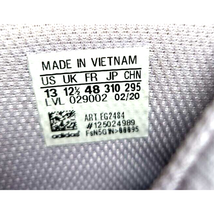 MADE IN VIETNAM
US UK FR JP CHN
13 12½ 48 310 295
LVL 029002 02/20
ART EG2484
#125024989
adidas